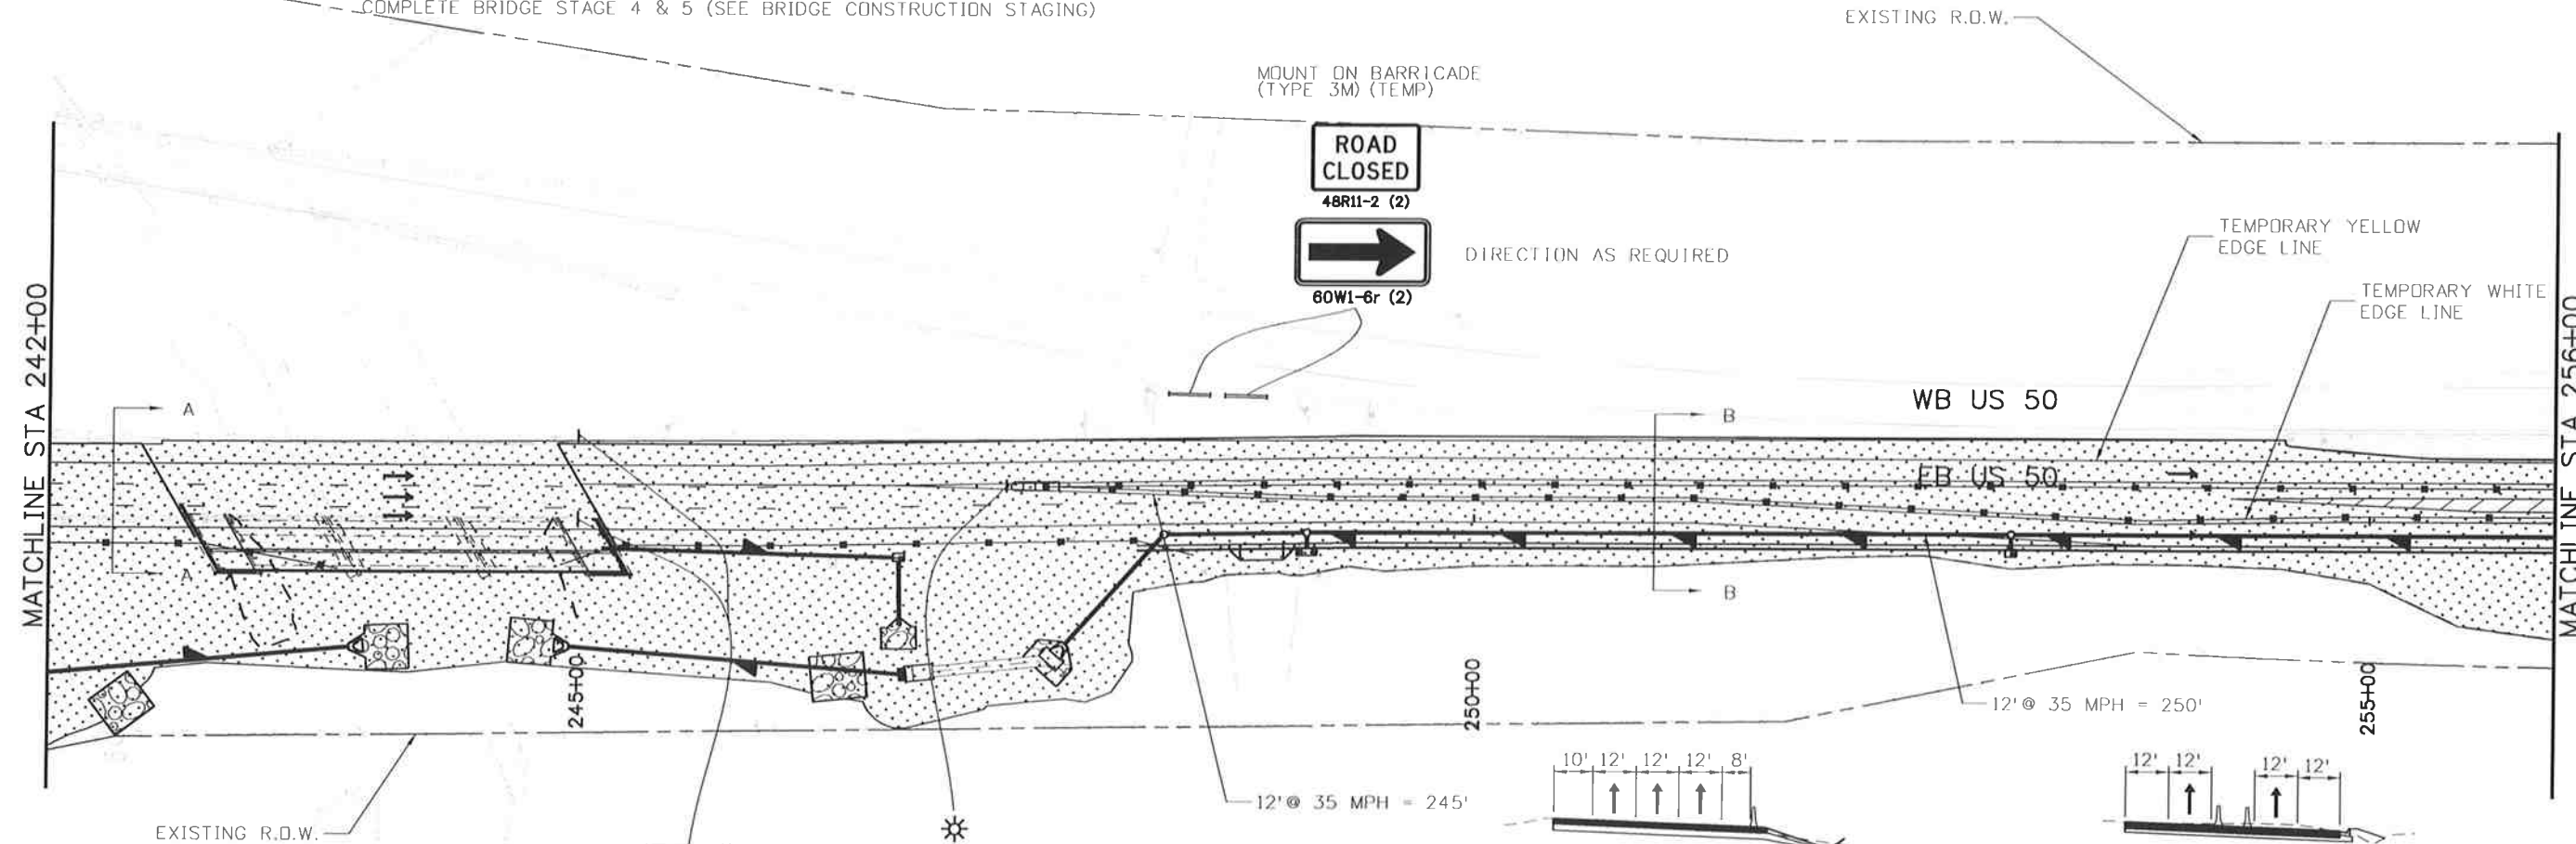 COMPLETE BRIDGE STAGE 4 & 5 (SEE BRIDGE CONSTRUCTION STAGING)
EXISTING R.O.W.
MOUNT ON BARRICADE
(TYPE 3M) (TEMP)
ROAD
CLOSED
48R11-2 (2)
DIRECTION AS REQUIRED
60W1-6r (2)
TEMPORARY YELLOW
EDGE LINE
TEMPORARY WHITE
EDGE LINE
MATCHLINE STA 242+00
MATCHLINE STA 256+00
WB US 50
EB US 50
A
A
B
B
245+00
250+00
255+00
12'@ 35 MPH = 250'
12'@ 35 MPH = 245'
10' 12' 12' 12' 8'
12' 12' 12' 12'
EXISTING R.O.W.